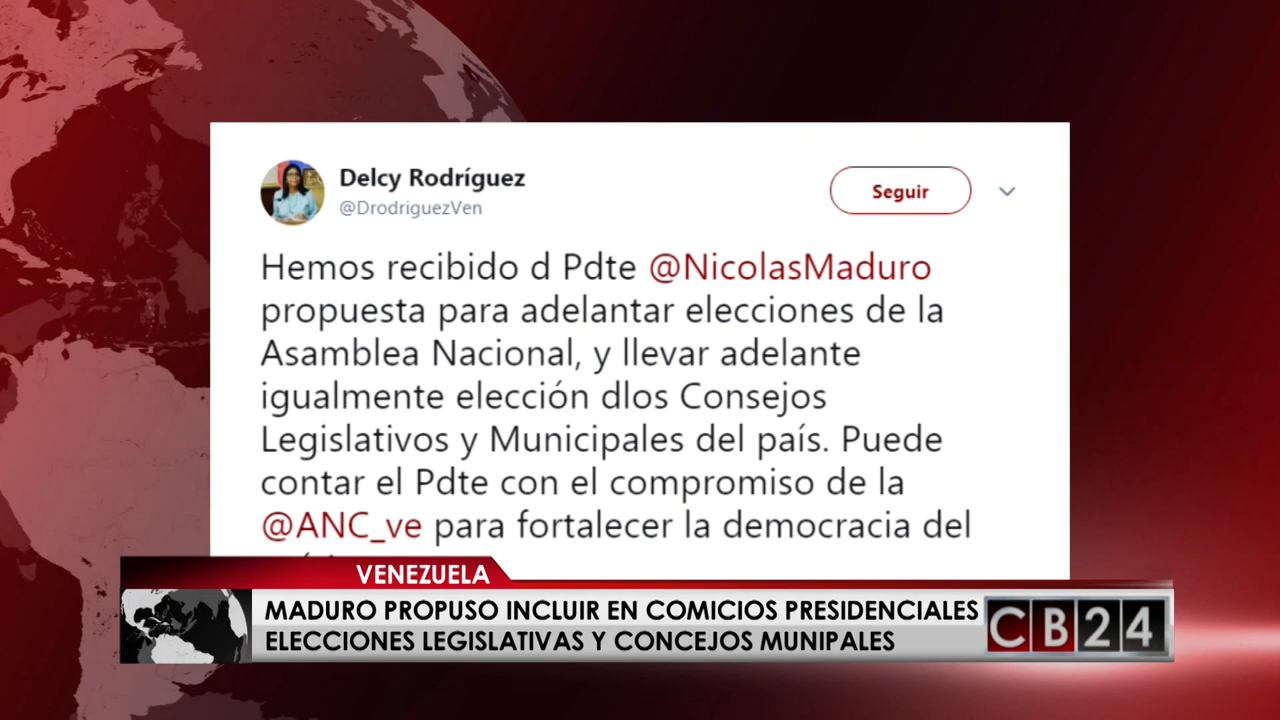 Delcy Rodríguez
Seguir
@DrodriguezVen
Hemos recibido d Pdte @NicolasMaduro
propuesta para adelantar elecciones de la
Asamblea Nacional, y llevar adelante
igualmente elección dlos Consejos
Legislativos y Municipales del país. Puede
contar el Pdte con el compromiso de la
@ANC_ve para fortalecer la democracia del
VENEZUELA
MADURO PROPUSO INCLUIR EN COMICIOS PRESIDENCIALES
ELECCIONES LEGISLATIVAS Y CONCEJOS MUNIPALES
CB24